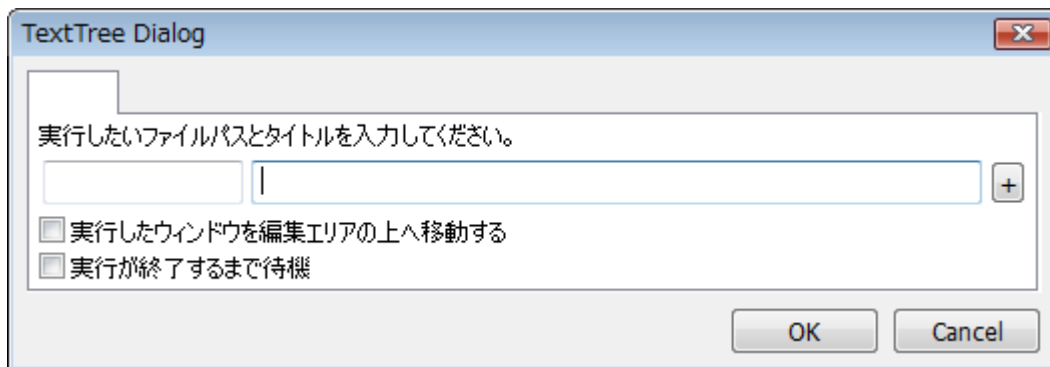 TextTree Dialog
実行したいファイルパスとタイトルを入力してください。
+
実行したウィンドウを編集エリアの上へ移動する
実行が終了するまで待機
OK Cancel